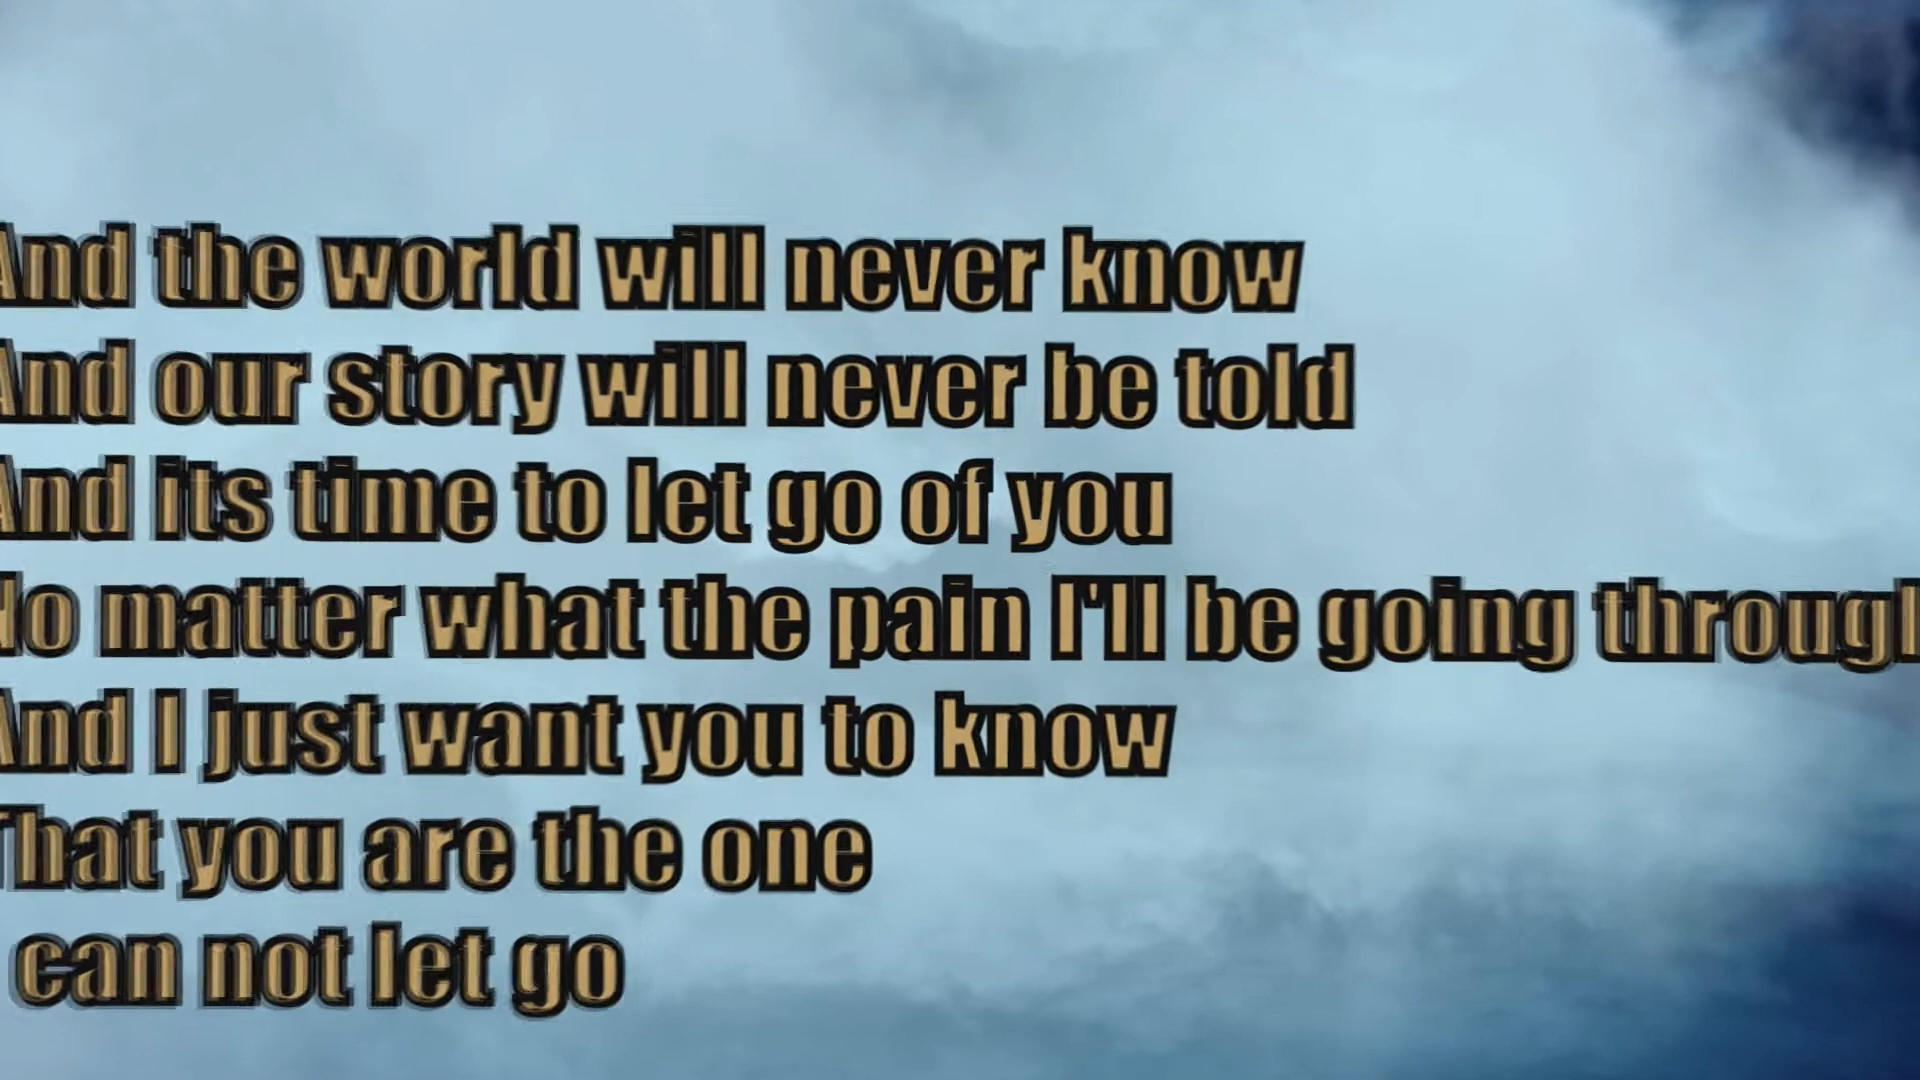 And the world will never know
And our story will never be told
And its time to let go of you
No matter what the pain I'll be going through
And I just want you to know
That you are the one
can not let go